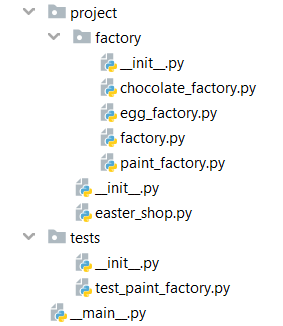 project
factory
__init__.py
chocolate_factory.py
egg_factory.py
factory.py
paint_factory.py
__init__.py
easter_shop.py
tests
__init__.py
test_paint_factory.py
__main__.py